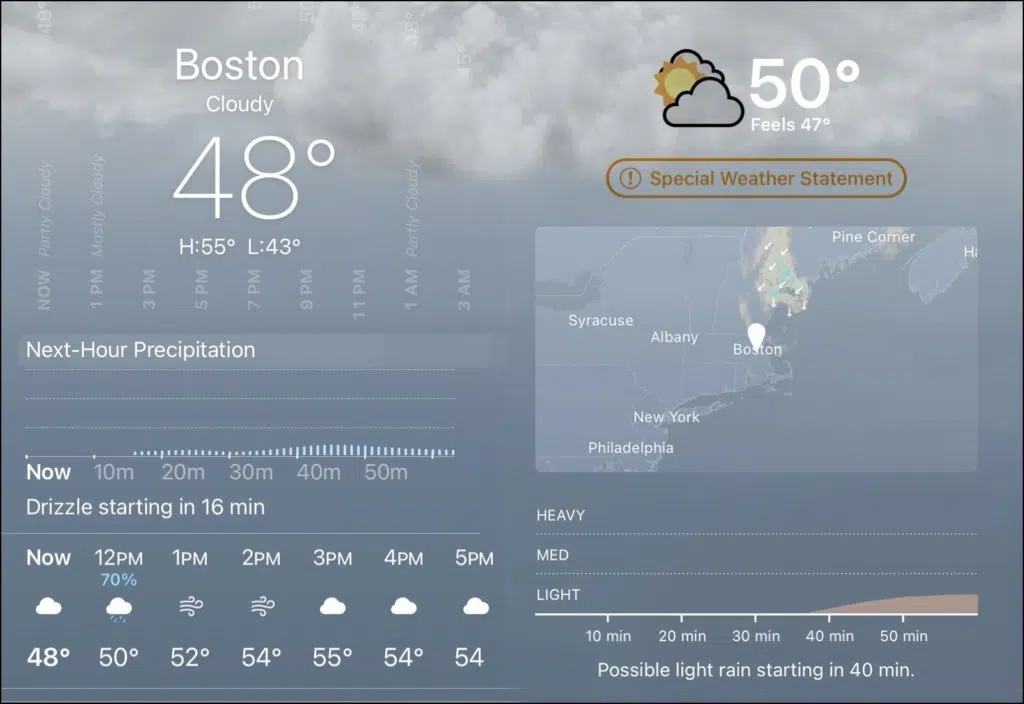 Boston
Cloudy
48°
H:55° L:43°
Partly Cloudy
Mostly Cloudy
Partly Cloudy
NOW
1 PM
3 PM
5 PM
7 PM
9 PM
11 PM
1 AM
3 AM
Next-Hour Precipitation
Now 10m 20m 30m 40m 50m
Drizzle starting in 16 min
Now 12PM 1PM 2PM 3PM 4PM 5PM
70%
48° 50° 52° 54° 55° 54° 54
50°
Feels 47°
Special Weather Statement
Pine Corner
Ha
Syracuse
Albany
Boston
New York
Philadelphia
HEAVY
MED
LIGHT
10 min 20 min 30 min 40 min 50 min
Possible light rain starting in 40 min.